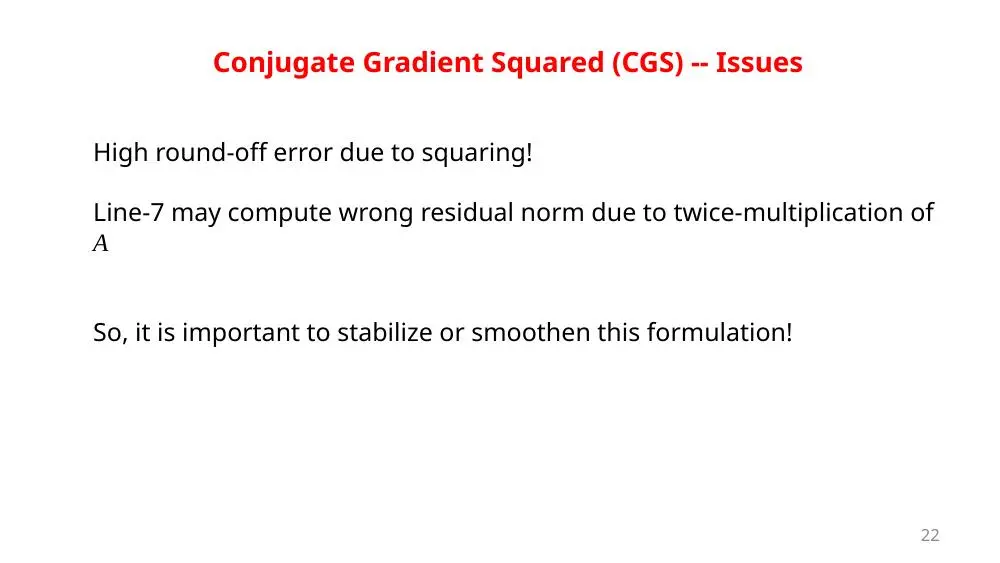 Conjugate Gradient Squared (CGS) -- Issues
High round-off error due to squaring!
Line-7 may compute wrong residual norm due to twice-multiplication of
A
So, it is important to stabilize or smoothen this formulation!
22